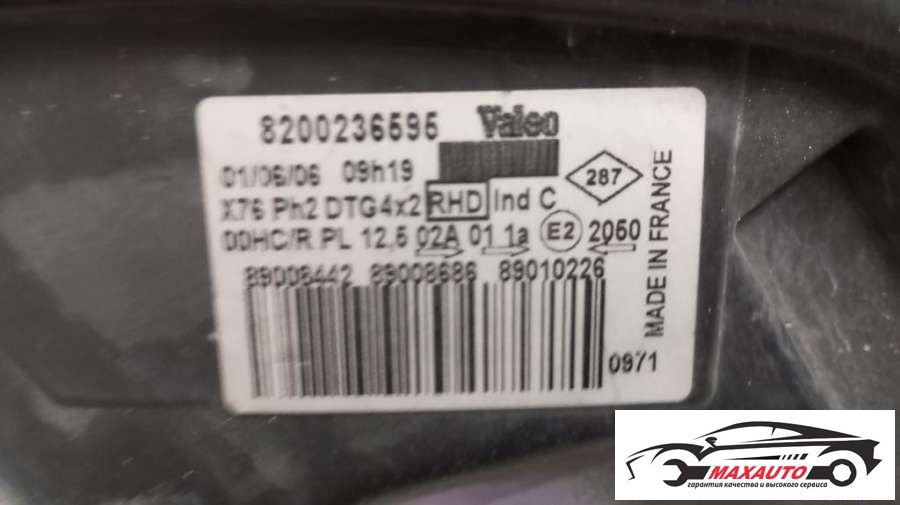 8200236595 Valeo
01/06/06 09h19
287
X76 Ph2 DTG4x2 RHD Ind C
00HC/R PL 12,5 02A 01 1a E2 2050
89008442 89008686 89010226
0971
MADE IN FRANCE
MAXAUTO
гарантия качества и высокого сервиса